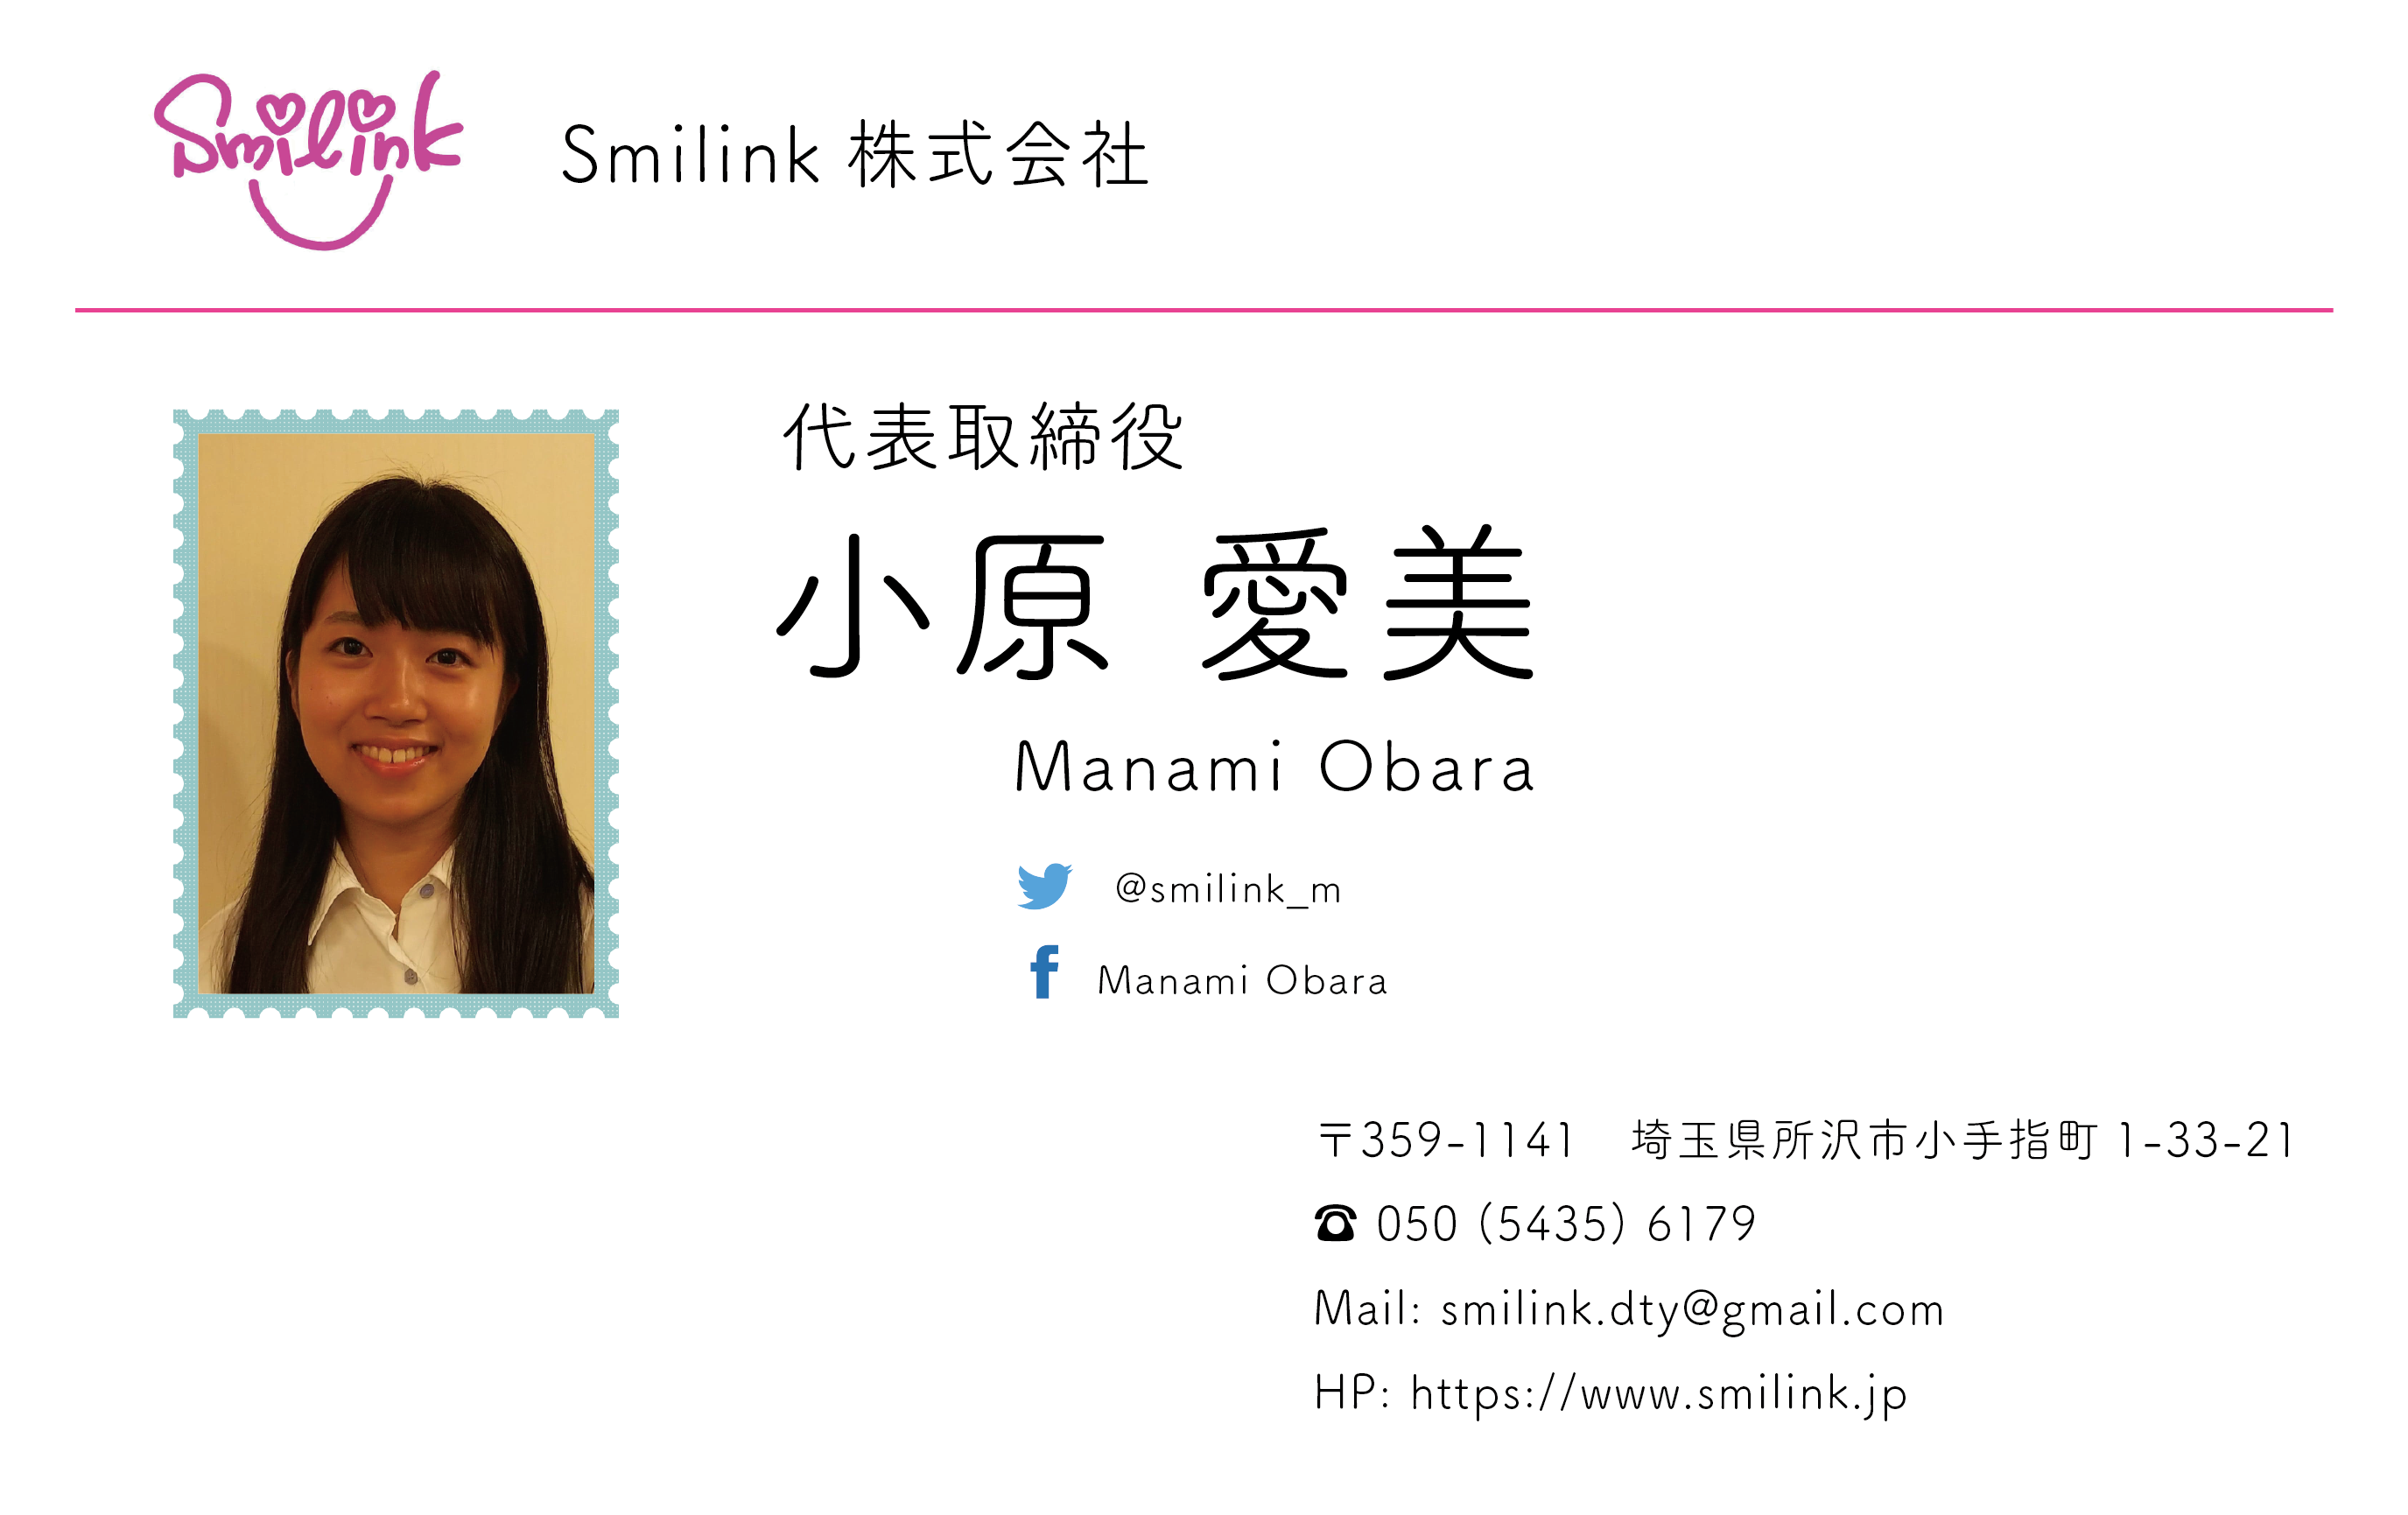 Smilink
Smilink 株式会社
代表取締役
小原 愛美
Manami Obara
@smilink_m
Manami Obara
〒359-1141　埼玉県所沢市小手指町 1-33-21
☎ 050 (5435) 6179
Mail: smilink.dty@gmail.com
HP: https://www.smilink.jp